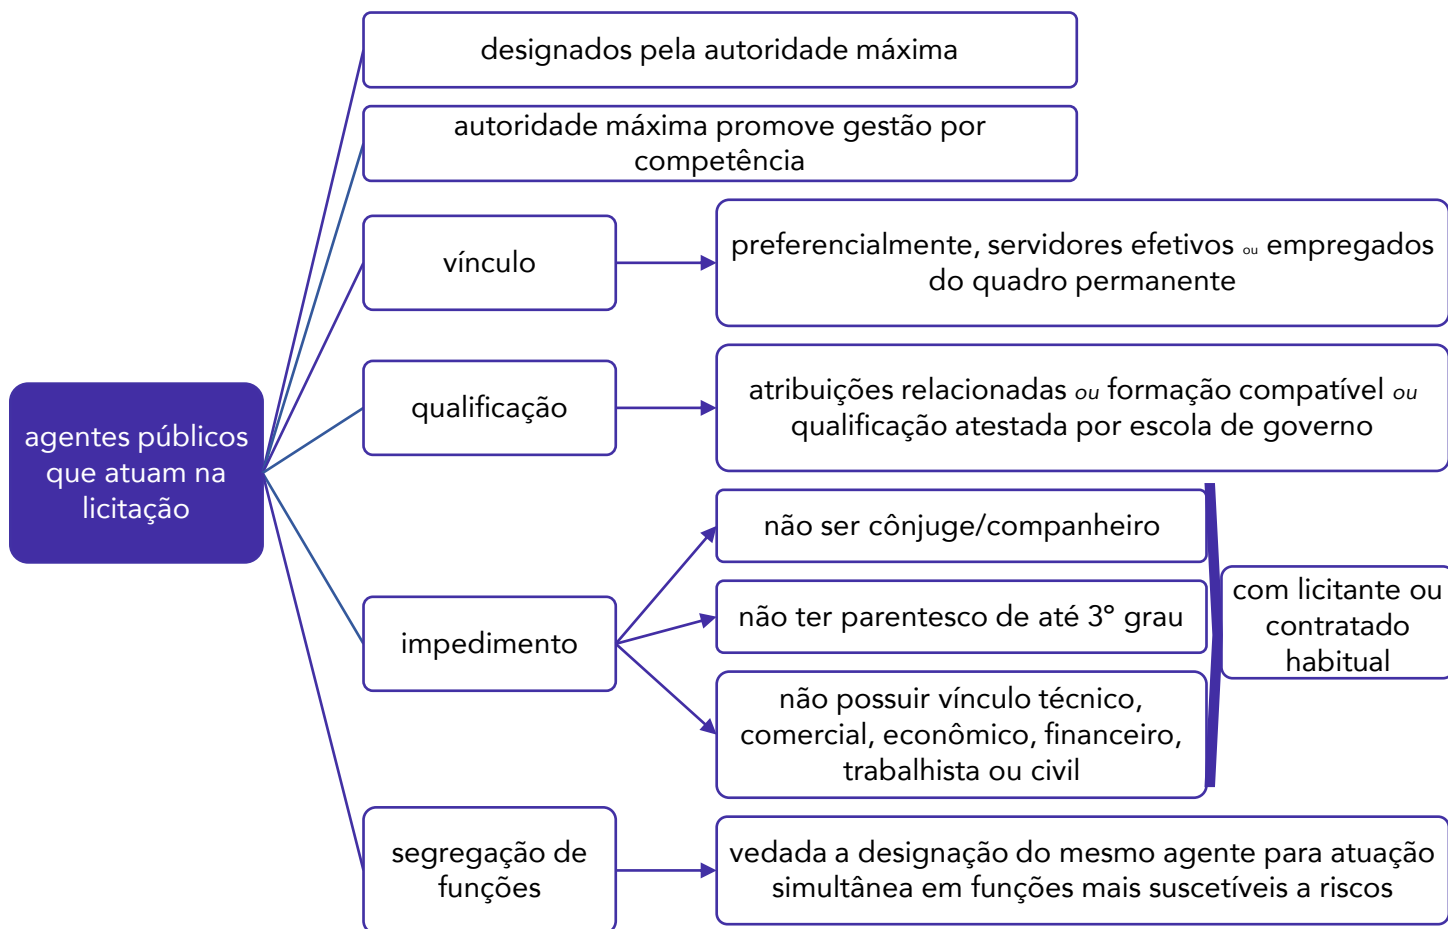 designados pela autoridade máxima
autoridade máxima promove gestão por
competência
vínculo
preferencialmente, servidores efetivos ou empregados
do quadro permanente
agentes públicos
que atuam na
licitação
qualificação
atribuições relacionadas ou formação compatível ou
qualificação atestada por escola de governo
impedimento
não ser cônjuge/companheiro
não ter parentesco de até 3º grau
não possuir vínculo técnico,
comercial, econômico, financeiro,
trabalhista ou civil
com licitante ou
contratado
habitual
segregação de
funções
vedada a designação do mesmo agente para atuação
simultânea em funções mais suscetíveis a riscos